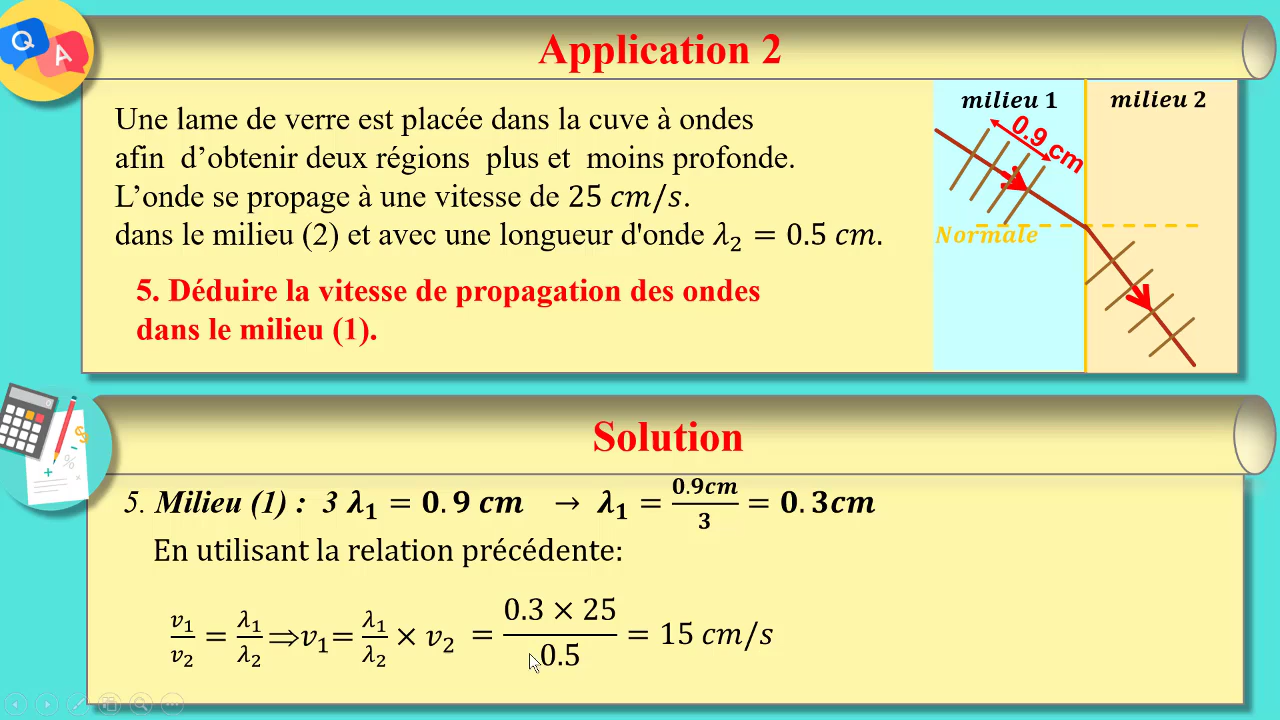 Q A
Application 2
Une lame de verre est placée dans la cuve à ondes
afin d’obtenir deux régions plus et moins profonde.
L’onde se propage à une vitesse de 25 cm/s.
dans le milieu (2) et avec une longueur d'onde λ₂ = 0.5 cm.
5. Déduire la vitesse de propagation des ondes
dans le milieu (1).
milieu 1
milieu 2
0.9 cm
Normale
Solution
5. Milieu (1) : 3 λ₁ = 0.9 cm → λ₁ = 0.9cm/3 = 0.3cm
En utilisant la relation précédente:
v₁/v₂ = λ₁/λ₂ ⇒ v₁ = λ₁/λ₂ × v₂ = (0.3 × 25)/0.5 = 15 cm/s